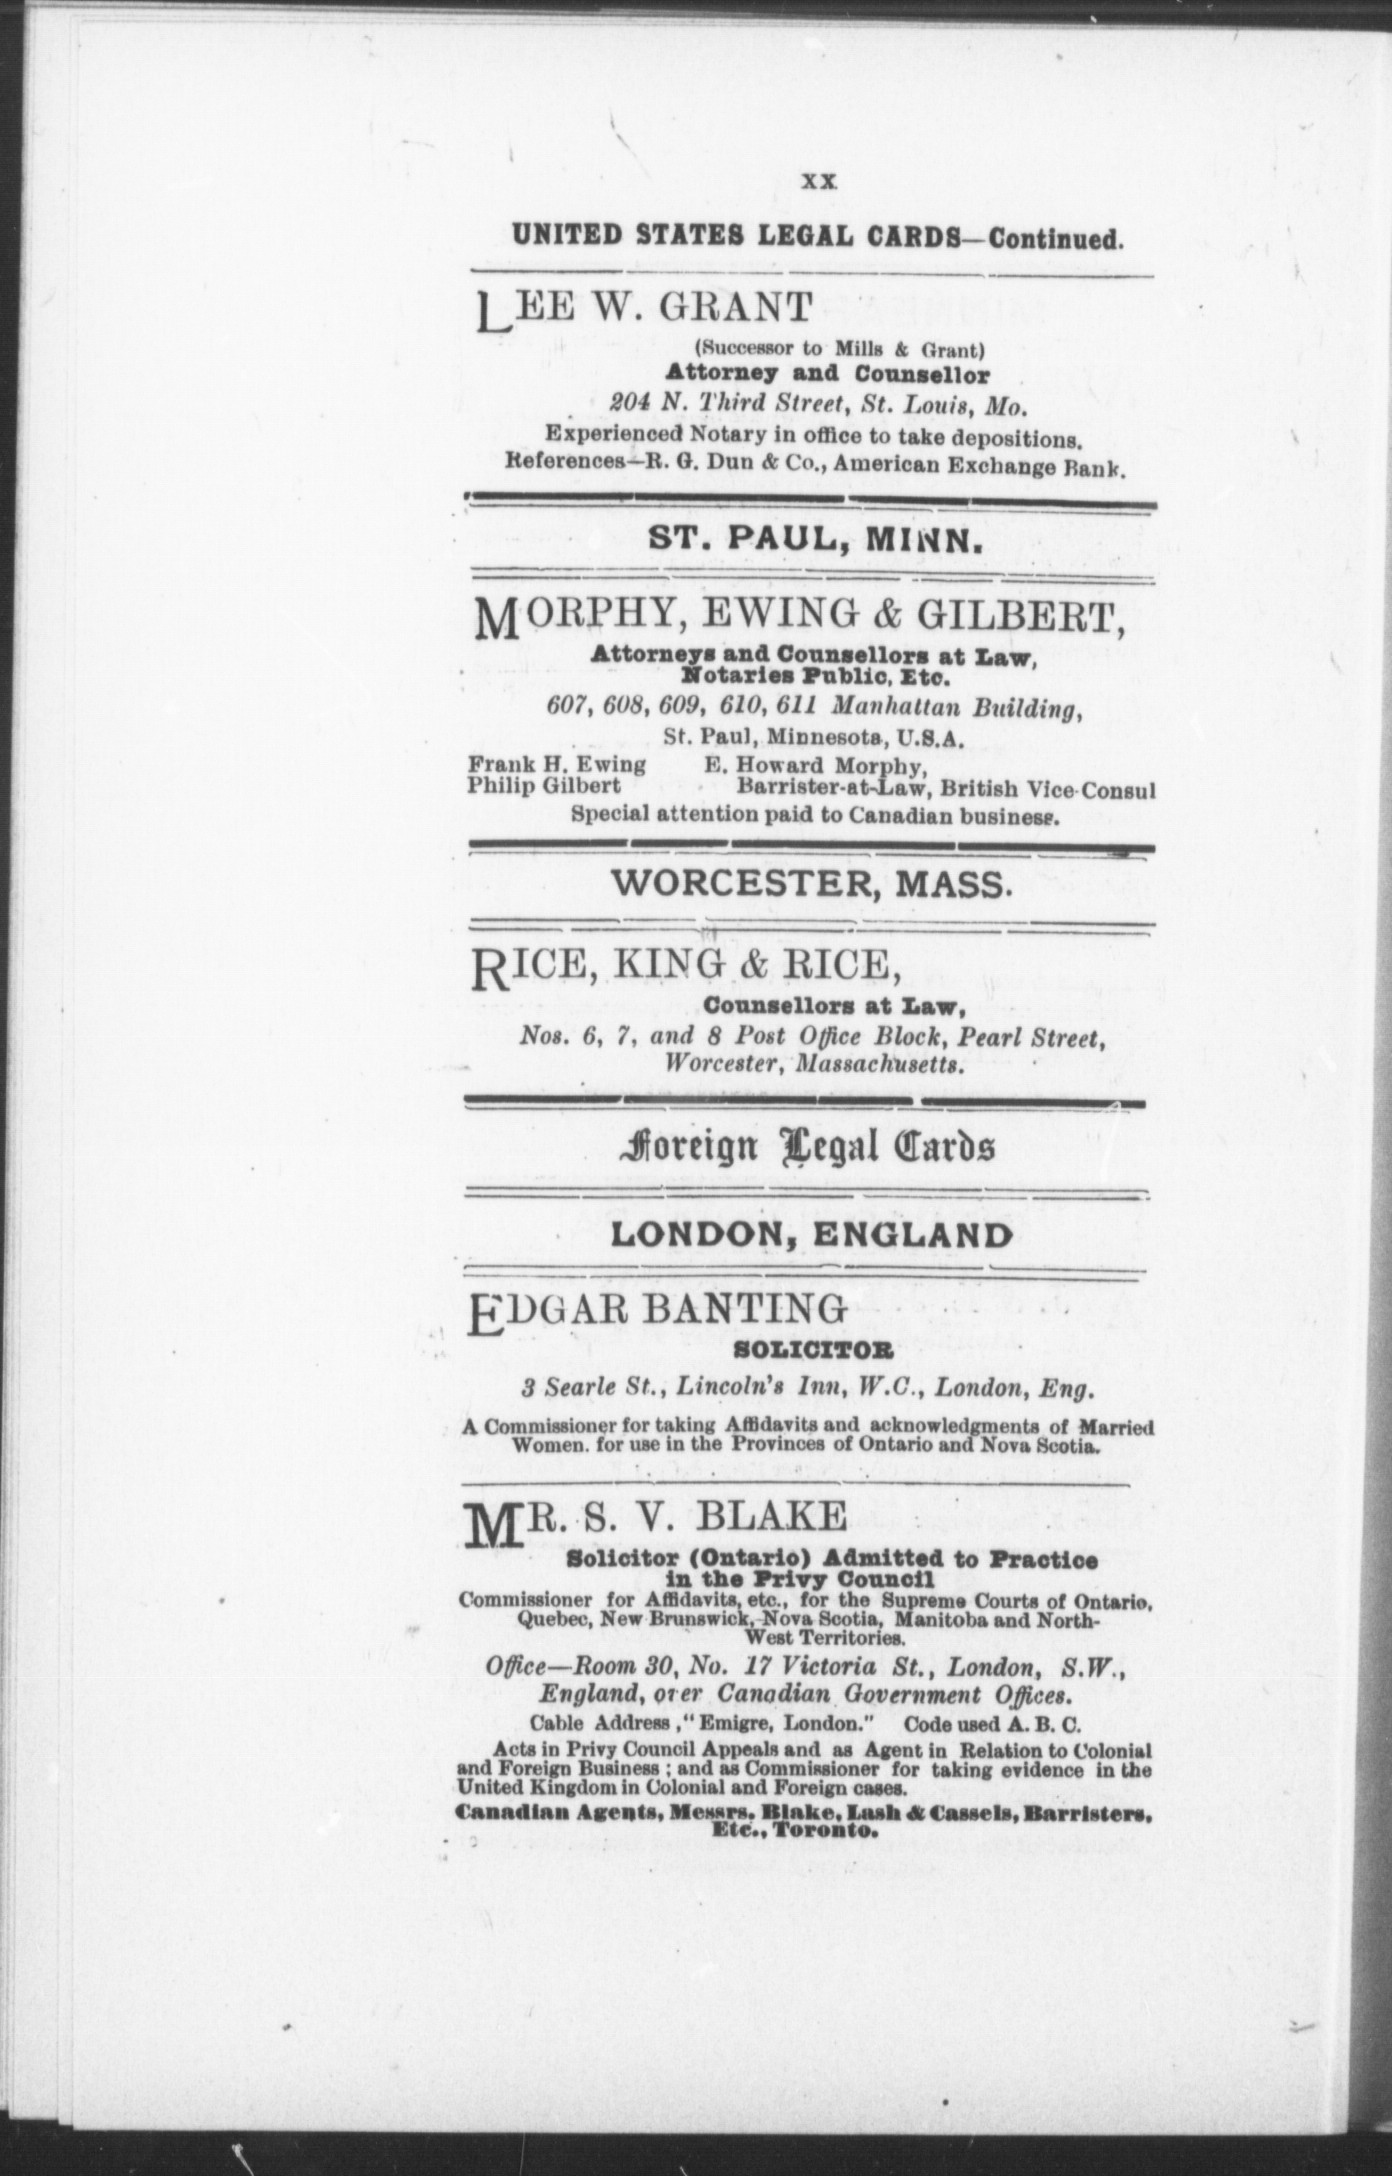 xx
UNITED STATES LEGAL CARDS—Continued.
LEE W. GRANT
(Successor to Mills & Grant)
Attorney and Counsellor
204 N. Third Street, St. Louis, Mo.
Experienced Notary in office to take depositions.
References—R. G. Dun & Co., American Exchange Bank.
ST. PAUL, MINN.
MORPHY, EWING & GILBERT,
Attorneys and Counsellors at Law,
Notaries Public, Etc.
607, 608, 609, 610, 611 Manhattan Building,
St. Paul, Minnesota, U.S.A.
Frank H. Ewing E. Howard Morphy,
Philip Gilbert Barrister-at-Law, British Vice-Consul
Special attention paid to Canadian business.
WORCESTER, MASS.
RICE, KING & RICE,
Counsellors at Law,
Nos. 6, 7, and 8 Post Office Block, Pearl Street,
Worcester, Massachusetts.
Foreign Legal Cards
LONDON, ENGLAND
EDGAR BANTING
SOLICITOR
3 Searle St., Lincoln's Inn, W.C., London, Eng.
A Commissioner for taking Affidavits and acknowledgments of Married
Women. for use in the Provinces of Ontario and Nova Scotia.
MR. S. V. BLAKE
Solicitor (Ontario) Admitted to Practice
in the Privy Council
Commissioner for Affidavits, etc., for the Supreme Courts of Ontario,
Quebec, New Brunswick, Nova Scotia, Manitoba and North-
West Territories.
Office—Room 30, No. 17 Victoria St., London, S.W.,
England, over Canadian Government Offices.
Cable Address ,"Emigre, London." Code used A. B. C.
Acts in Privy Council Appeals and as Agent in Relation to Colonial
and Foreign Business ; and as Commissioner for taking evidence in the
United Kingdom in Colonial and Foreign cases.
Canadian Agents, Messrs. Blake, Lash & Cassels, Barristers,
Etc., Toronto.